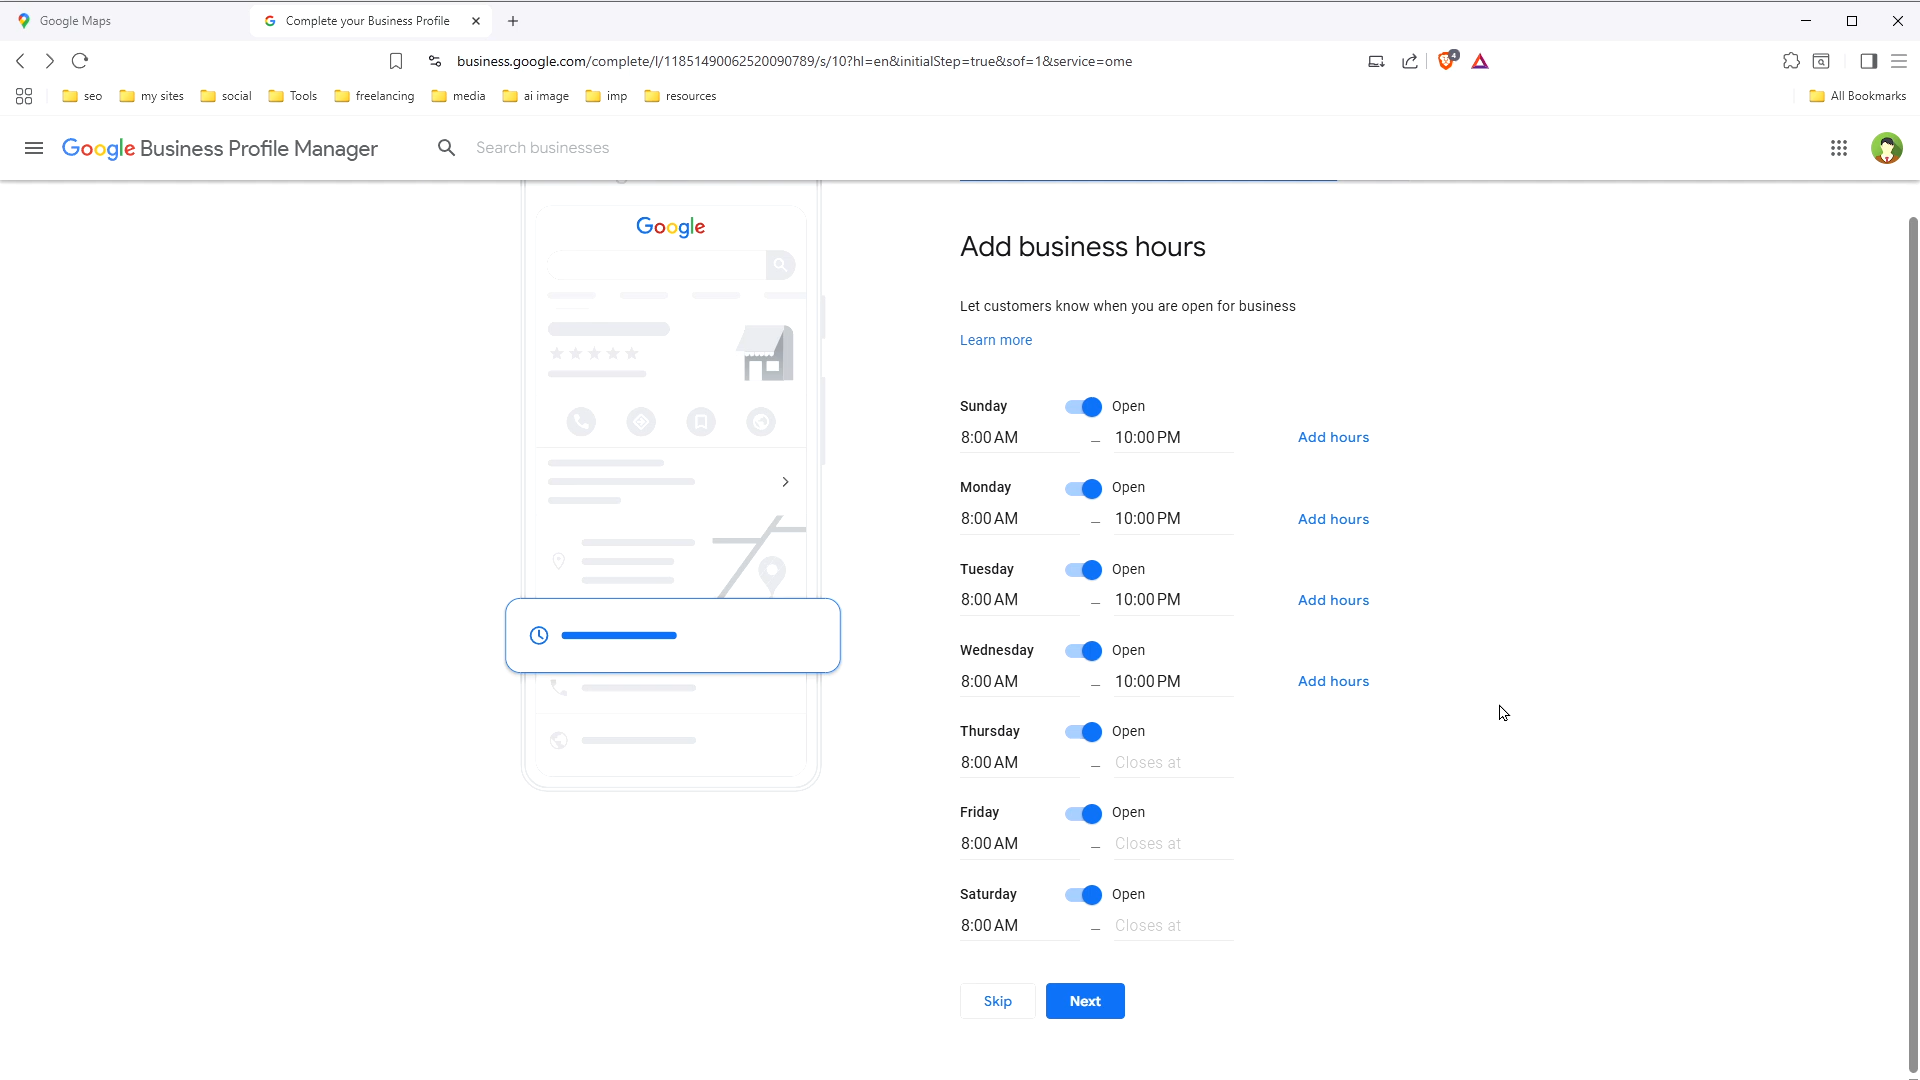 Google Maps
Complete your Business Profile
business.google.com/complete/l/11851490062520090789/s/10?hl=en&initialStep=true&sof=1&service=ome
4
seo my sites social Tools freelancing media ai image imp resources All Bookmarks
Google Business Profile Manager Search businesses
Google
Add business hours
Let customers know when you are open for business
Learn more
Sunday Open
8:00 AM – 10:00 PM Add hours
Monday Open
8:00 AM – 10:00 PM Add hours
Tuesday Open
8:00 AM – 10:00 PM Add hours
Wednesday Open
8:00 AM – 10:00 PM Add hours
Thursday Open
8:00 AM – Closes at
Friday Open
8:00 AM – Closes at
Saturday Open
8:00 AM – Closes at
Skip Next